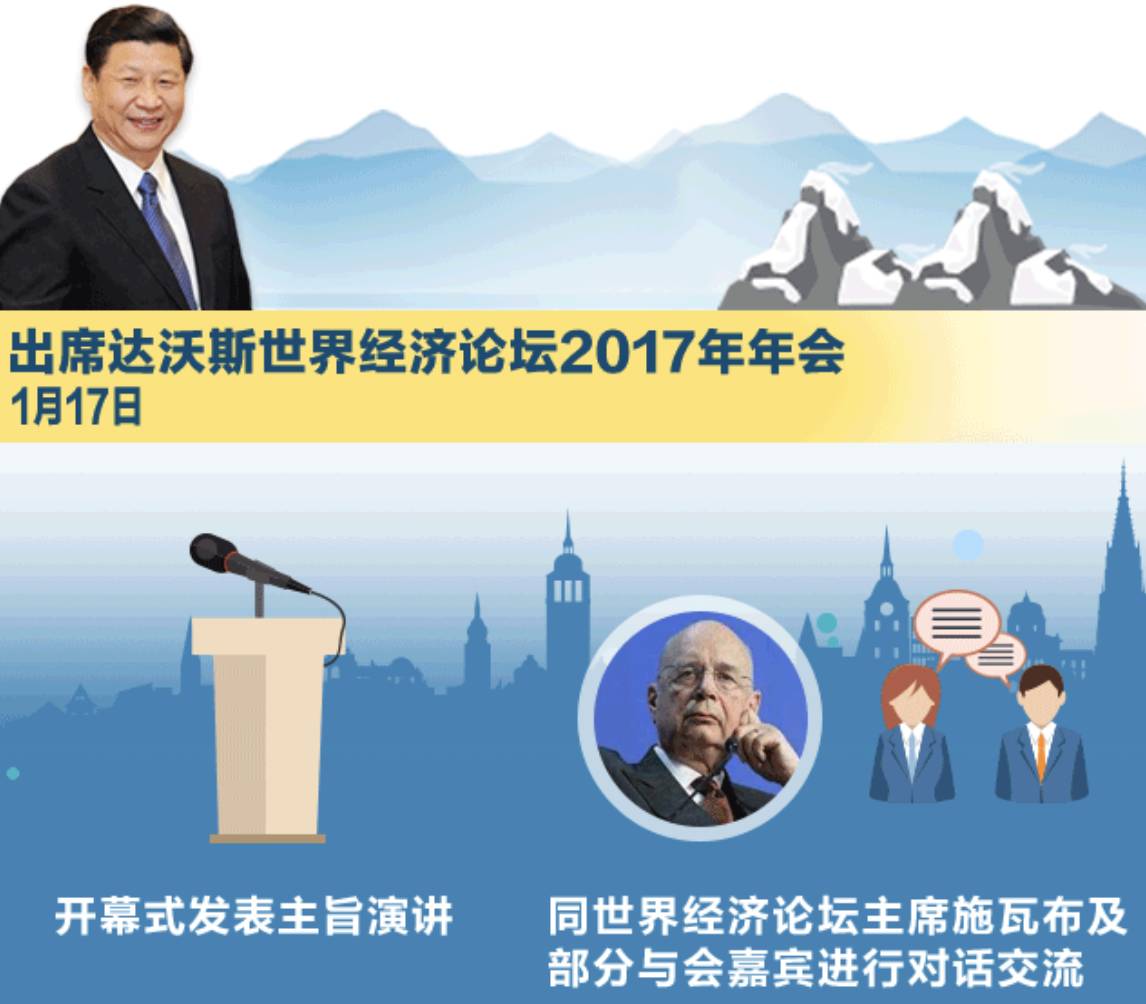 出席达沃斯世界经济论坛2017年年会
1月17日
开幕式发表主旨演讲
同世界经济论坛主席施瓦布及
部分与会嘉宾进行对话交流